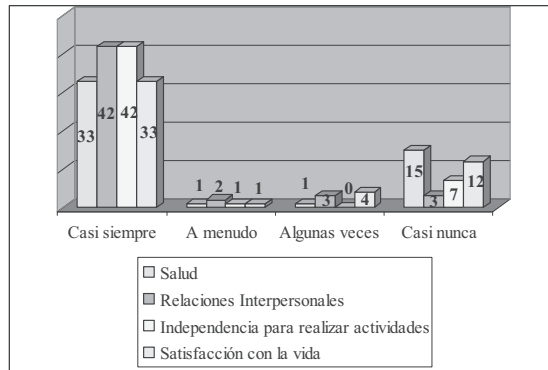 33 42 42 33 1 2 1 1 1 3 0 4 15 3 7 12
Casi siempre A menudo Algunas veces Casi nunca
Salud
Relaciones Interpersonales
Independencia para realizar actividades
Satisfacción con la vida